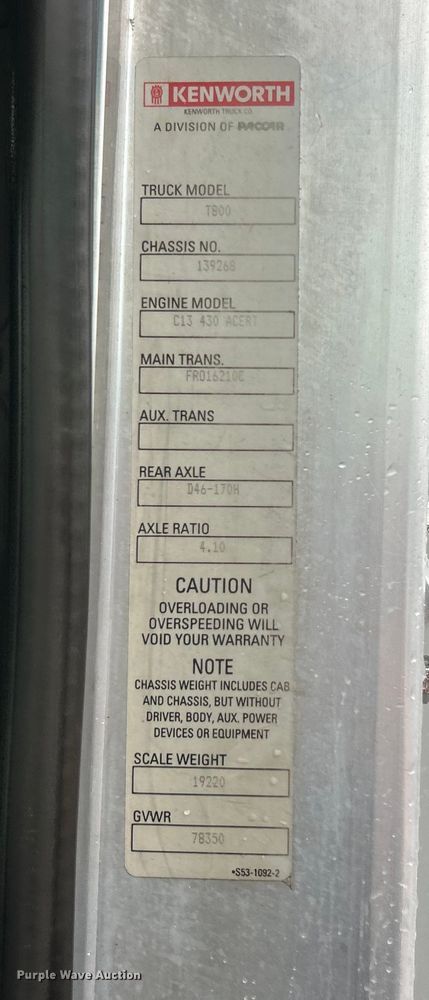 KENWORTH
KENWORTH TRUCK CO.
A DIVISION OF PACCAR
TRUCK MODEL
T800
CHASSIS NO.
139268
ENGINE MODEL
C13 430 ACERT
MAIN TRANS.
FRO16210C
AUX. TRANS
REAR AXLE
D46-170H
AXLE RATIO
4.10
CAUTION
OVERLOADING OR
OVERSPEEDING WILL
VOID YOUR WARRANTY
NOTE
CHASSIS WEIGHT INCLUDES CAB
AND CHASSIS, BUT WITHOUT
DRIVER, BODY, AUX. POWER
DEVICES OR EQUIPMENT
SCALE WEIGHT
19220
GVWR
78350
•S53-1092-2
Purple Wave Auction